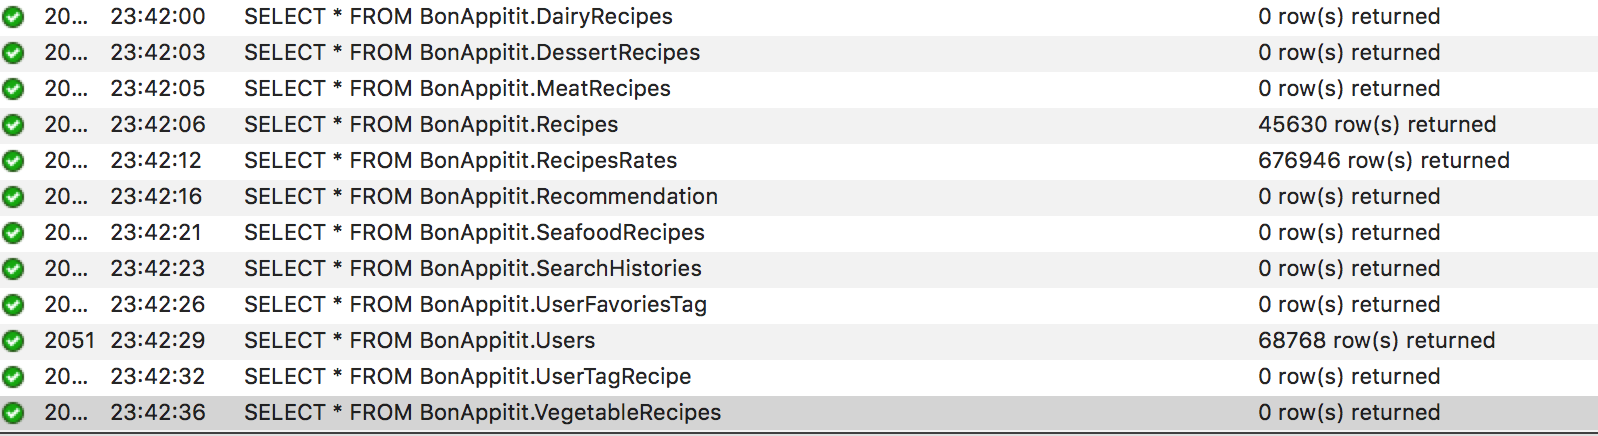 20... 23:42:00 SELECT * FROM BonAppitit.DairyRecipes 0 row(s) returned
20... 23:42:03 SELECT * FROM BonAppitit.DessertRecipes 0 row(s) returned
20... 23:42:05 SELECT * FROM BonAppitit.MeatRecipes 0 row(s) returned
20... 23:42:06 SELECT * FROM BonAppitit.Recipes 45630 row(s) returned
20... 23:42:12 SELECT * FROM BonAppitit.RecipesRates 676946 row(s) returned
20... 23:42:16 SELECT * FROM BonAppitit.Recommendation 0 row(s) returned
20... 23:42:21 SELECT * FROM BonAppitit.SeafoodRecipes 0 row(s) returned
20... 23:42:23 SELECT * FROM BonAppitit.SearchHistories 0 row(s) returned
20... 23:42:26 SELECT * FROM BonAppitit.UserFavoriesTag 0 row(s) returned
2051 23:42:29 SELECT * FROM BonAppitit.Users 68768 row(s) returned
20... 23:42:32 SELECT * FROM BonAppitit.UserTagRecipe 0 row(s) returned
20... 23:42:36 SELECT * FROM BonAppitit.VegetableRecipes 0 row(s) returned